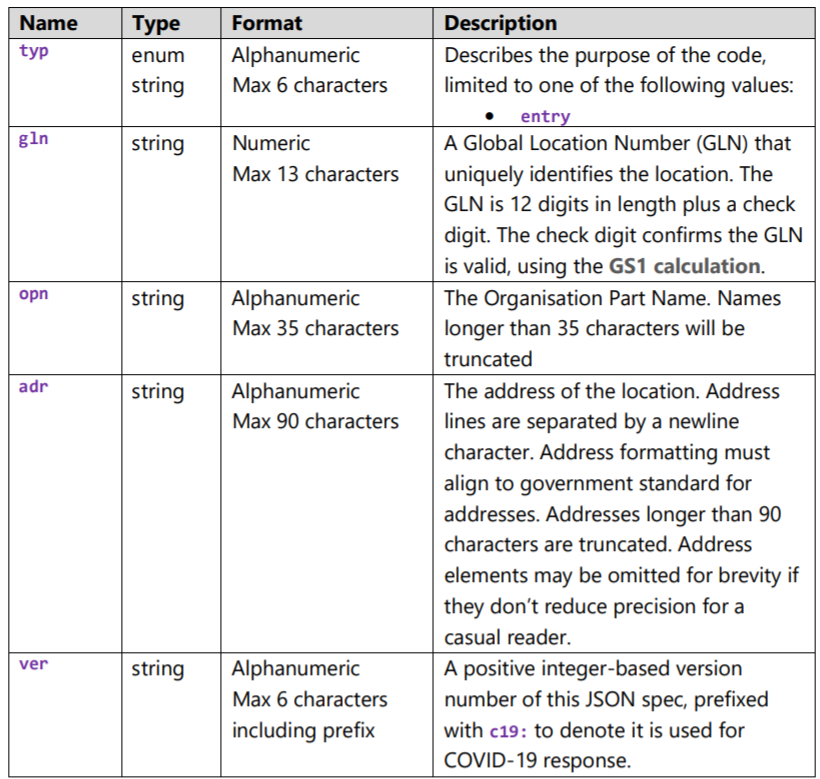 Name Type Format Description
typ enum Alphanumeric Describes the purpose of the code,
string Max 6 characters limited to one of the following values:
• entry
gln string Numeric A Global Location Number (GLN) that
Max 13 characters uniquely identifies the location. The
GLN is 12 digits in length plus a check
digit. The check digit confirms the GLN
is valid, using the GS1 calculation.
opn string Alphanumeric The Organisation Part Name. Names
Max 35 characters longer than 35 characters will be
truncated
adr string Alphanumeric The address of the location. Address
Max 90 characters lines are separated by a newline
character. Address formatting must
align to government standard for
addresses. Addresses longer than 90
characters are truncated. Address
elements may be omitted for brevity if
they don’t reduce precision for a
casual reader.
ver string Alphanumeric A positive integer-based version
Max 6 characters number of this JSON spec, prefixed
including prefix with c19: to denote it is used for
COVID-19 response.